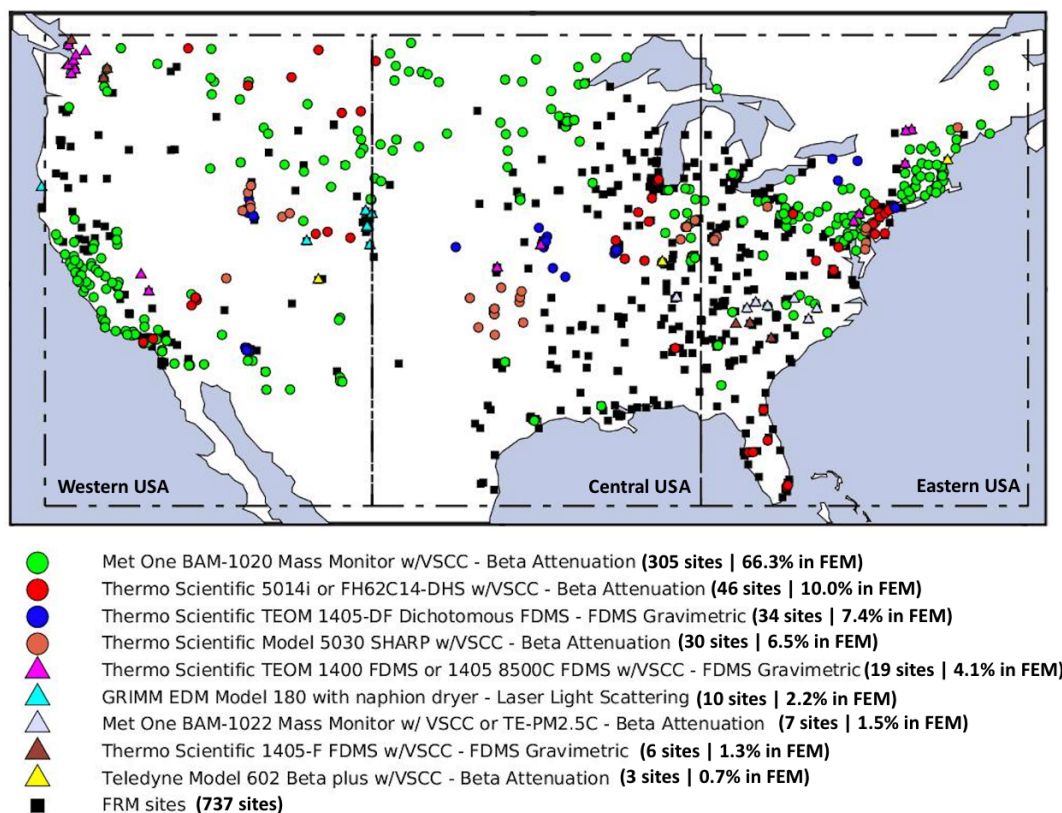 Western USA
Central USA
Eastern USA
Met One BAM-1020 Mass Monitor w/VSCC - Beta Attenuation (305 sites | 66.3% in FEM)
Thermo Scientific 5014i or FH62C14-DHS w/VSCC - Beta Attenuation (46 sites | 10.0% in FEM)
Thermo Scientific TEOM 1405-DF Dichotomous FDMS - FDMS Gravimetric (34 sites | 7.4% in FEM)
Thermo Scientific Model 5030 SHARP w/VSCC - Beta Attenuation (30 sites | 6.5% in FEM)
Thermo Scientific TEOM 1400 FDMS or 1405 8500C FDMS w/VSCC - FDMS Gravimetric (19 sites | 4.1% in FEM)
GRIMM EDM Model 180 with naphion dryer - Laser Light Scattering (10 sites | 2.2% in FEM)
Met One BAM-1022 Mass Monitor w/ VSCC or TE-PM2.5C - Beta Attenuation (7 sites | 1.5% in FEM)
Thermo Scientific 1405-F FDMS w/VSCC - FDMS Gravimetric (6 sites | 1.3% in FEM)
Teledyne Model 602 Beta plus w/VSCC - Beta Attenuation (3 sites | 0.7% in FEM)
FRM sites (737 sites)